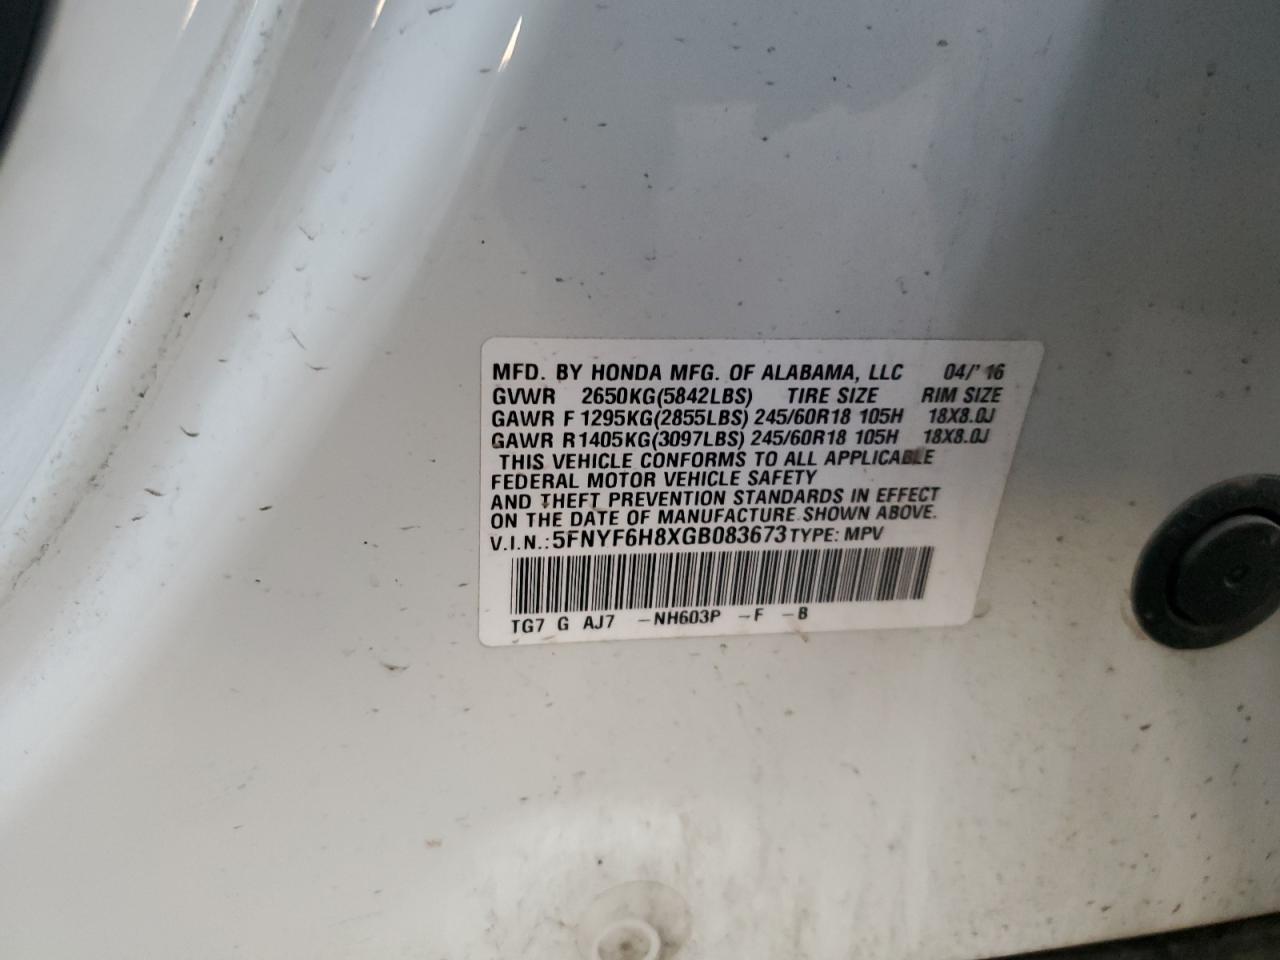 MFD. BY HONDA MFG. OF ALABAMA, LLC 04/'16
GVWR 2650KG(5842LBS) TIRE SIZE RIM SIZE
GAWR F 1295KG(2855LBS) 245/60R18 105H 18X8.0J
GAWR R1405KG(3097LBS) 245/60R18 105H 18X8.0J
THIS VEHICLE CONFORMS TO ALL APPLICABLE
FEDERAL MOTOR VEHICLE SAFETY
AND THEFT PREVENTION STANDARDS IN EFFECT
ON THE DATE OF MANUFACTURE SHOWN ABOVE.
V.I.N.: 5FNYF6H8XGB083673 TYPE: MPV
TG7 G AJ7 -NH603P -F -B